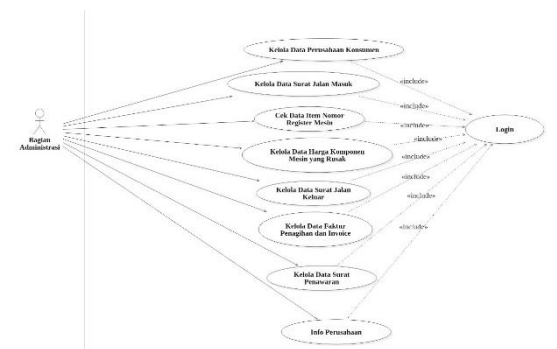 Kelola Data Perusahaan Konsumen
«include»
Kelola Data Surat Jalan Masuk
«include»
Cek Data Item Nomor
Register Mesin
«include»
Login
Bagian
Administrasi
«include»
Kelola Data Harga Komponen
Mesin yang Rusak
«include»
«include»
Kelola Data Surat Jalan
Keluar
«include»
Kelola Data Faktur
Penagihan dan Invoice
«include»
Kelola Data Surat
Penawaran
Info Perusahaan